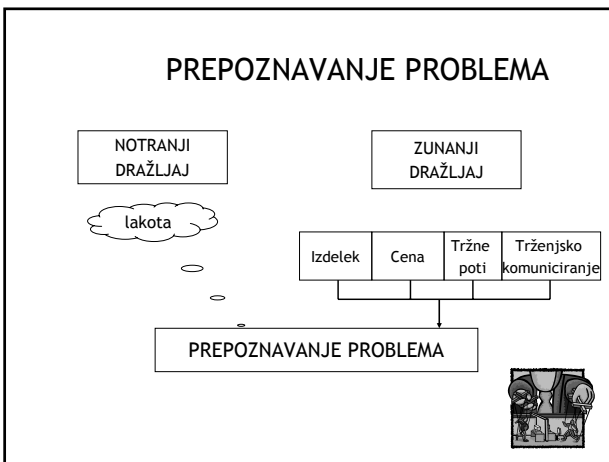 PREPOZNAVANJE PROBLEMA
NOTRANJI
DRAŽLJAJ
ZUNANJI
DRAŽLJAJ
lakota
Izdelek
Cena
Tržne
poti
Trženjsko
komuniciranje
PREPOZNAVANJE PROBLEMA